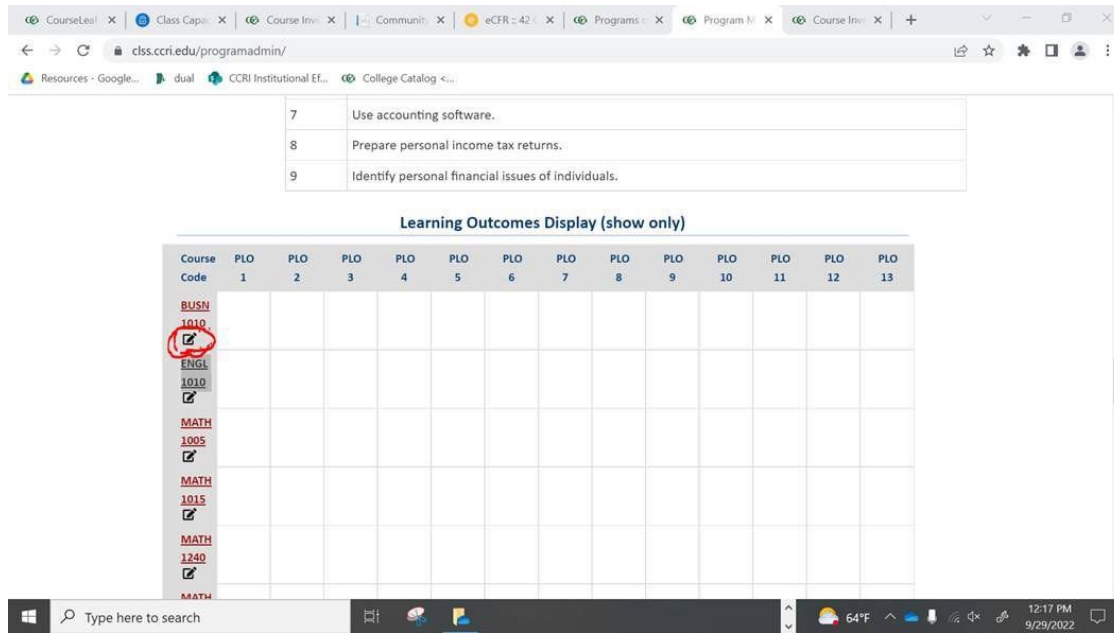 CourseLeaf Class Capac Course Inv Community eCFR :: 42 C Programs Program M Course Inv
clss.ccri.edu/programadmin/
Resources - Google... dual CCRI Institutional Ef... College Catalog <...
7 Use accounting software.
8 Prepare personal income tax returns.
9 Identify personal financial issues of individuals.
Learning Outcomes Display (show only)
Course PLO PLO PLO PLO PLO PLO PLO PLO PLO PLO PLO PLO PLO
Code 1 2 3 4 5 6 7 8 9 10 11 12 13
BUSN
1010
ENGL
1010
MATH
1005
MATH
1015
MATH
1240
MATH
Type here to search 64°F 12:17 PM
9/29/2022